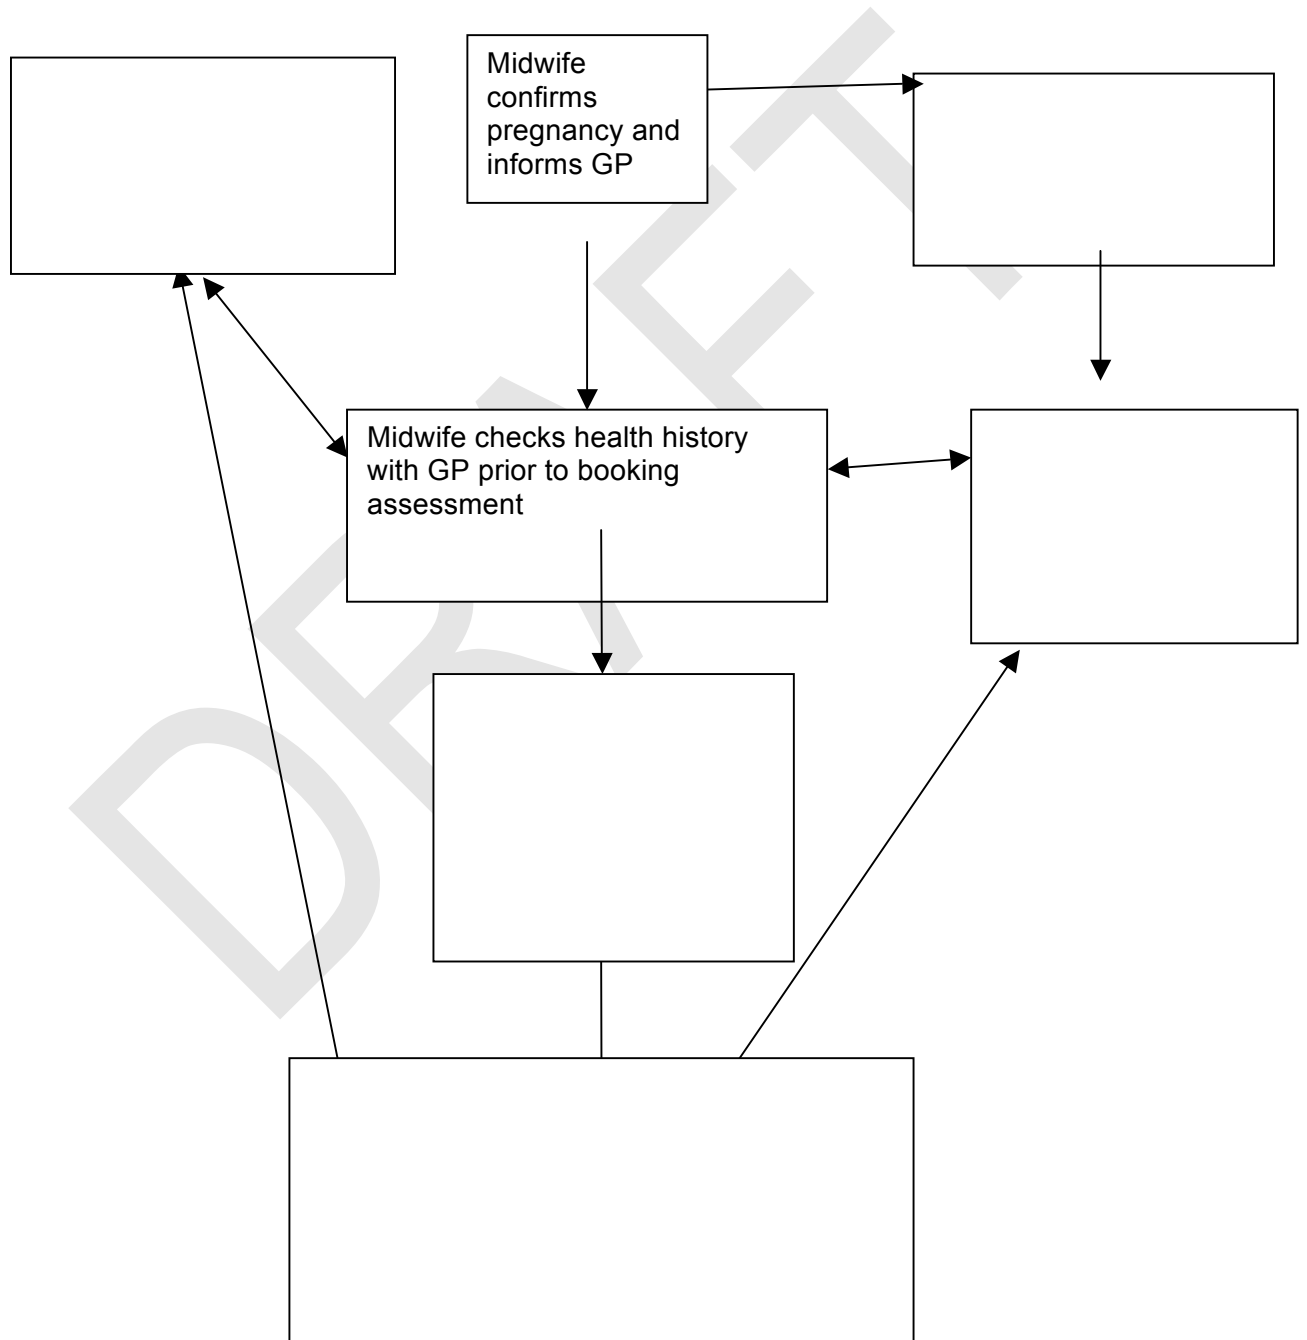 Midwife
confirms
pregnancy and
informs GP
Midwife checks health history
with GP prior to booking
assessment
DRAFT